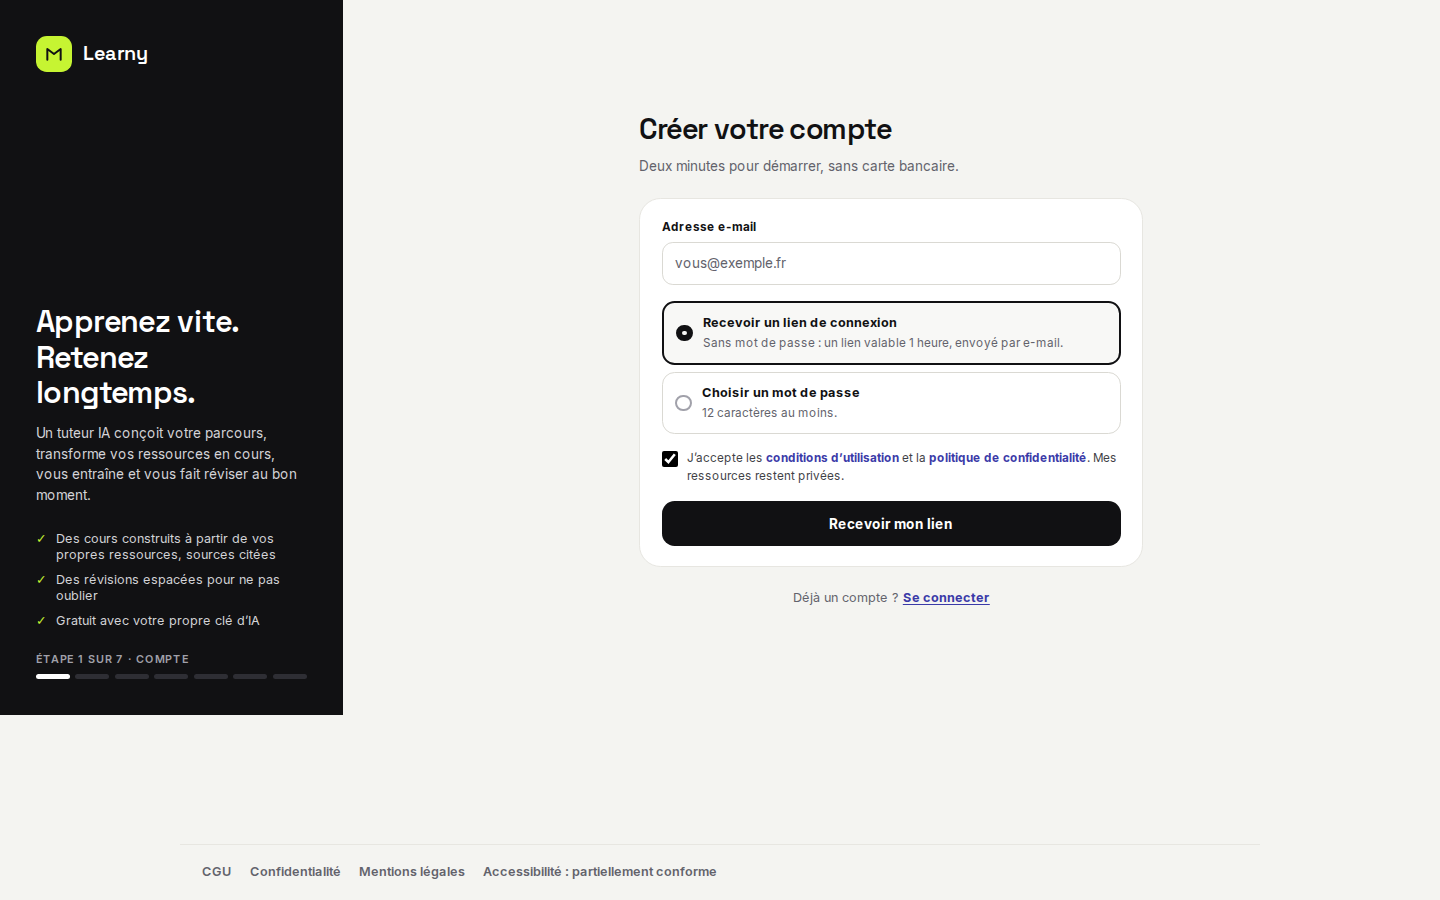 Learny
Apprenez vite.
Retenez
longtemps.
Un tuteur IA conçoit votre parcours,
transforme vos ressources en cours,
vous entraîne et vous fait réviser au bon
moment.
✓ Des cours construits à partir de vos
propres ressources, sources citées
✓ Des révisions espacées pour ne pas
oublier
✓ Gratuit avec votre propre clé d’IA
ÉTAPE 1 SUR 7 · COMPTE
Créer votre compte
Deux minutes pour démarrer, sans carte bancaire.
Adresse e-mail
vous@exemple.fr
Recevoir un lien de connexion
Sans mot de passe : un lien valable 1 heure, envoyé par e-mail.
Choisir un mot de passe
12 caractères au moins.
J’accepte les conditions d’utilisation et la politique de confidentialité. Mes
ressources restent privées.
Recevoir mon lien
Déjà un compte ? Se connecter
CGU Confidentialité Mentions légales Accessibilité : partiellement conforme